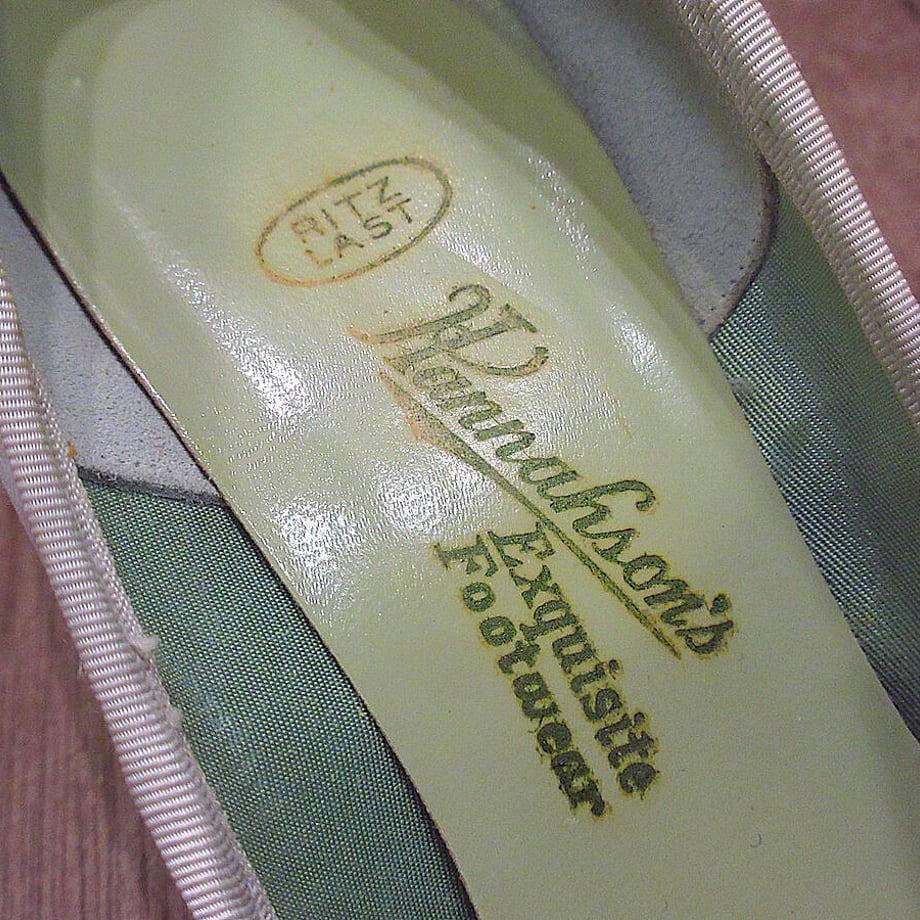 RITZ
LAST
Hannahson's
Exquisite
Footwear